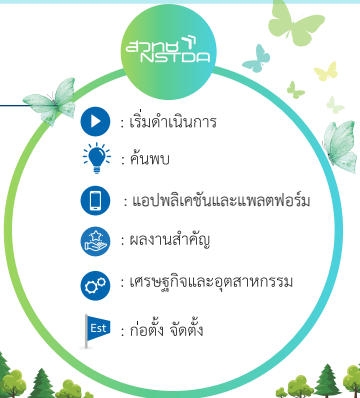 สวทช
NSTDA
: เริ่มดำเนินการ
: ค้นพบ
: แอปพลิเคชันและแพลตฟอร์ม
: ผลงานสำคัญ
: เศรษฐกิจและอุตสาหกรรม
Est : ก่อตั้ง จัดตั้ง